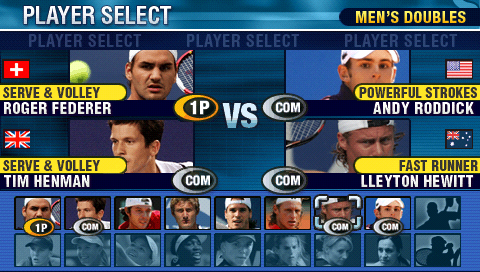 PLAYER SELECT
MEN'S DOUBLES
PLAYER SELECT PLAYER SELECT PLAYER SELECT
SERVE & VOLLEY
ROGER FEDERER
1P
VS
COM
POWERFUL STROKES
ANDY RODDICK
SERVE & VOLLEY
TIM HENMAN
COM
COM
FAST RUNNER
LLEYTON HEWITT
1P
COM
COM
COM